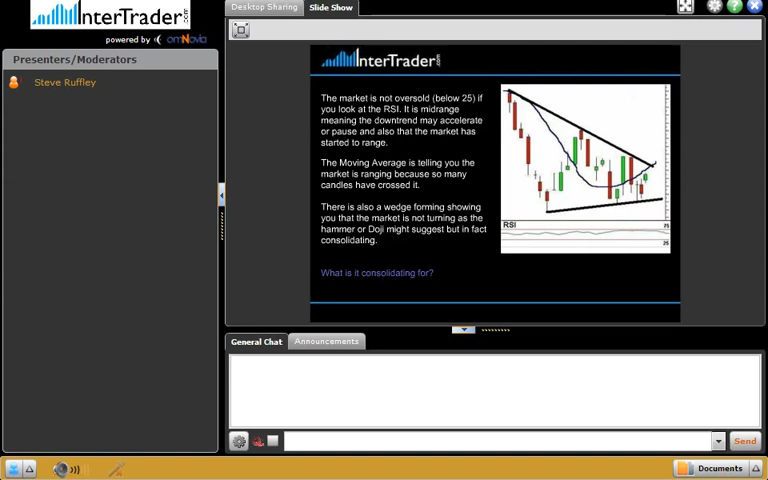 InterTrader.com
powered by omNovia
Presenters/Moderators
Steve Ruffley
Desktop Sharing
Slide Show
InterTrader.com
The market is not oversold (below 25) if
you look at the RSI. It is midrange
meaning the downtrend may accelerate
or pause and also that the market has
started to range.
The Moving Average is telling you the
market is ranging because so many
candles have crossed it.
There is also a wedge forming showing
you that the market is not turning as the
hammer or Doji might suggest but in fact
consolidating.
What is it consolidating for?
RSI
25
25
General Chat
Announcements
Send
Documents